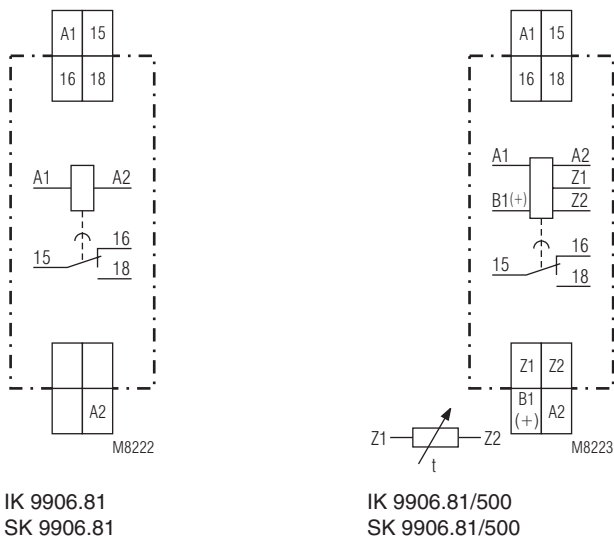 A1 15
16 18
A1 A2
16
15
18
A2
M8222
IK 9906.81
SK 9906.81
A1 15
16 18
A1 A2
Z1
B1(+) Z2
16
15
18
Z1 Z2
B1
(+) A2
Z1 Z2
t
M8223
IK 9906.81/500
SK 9906.81/500